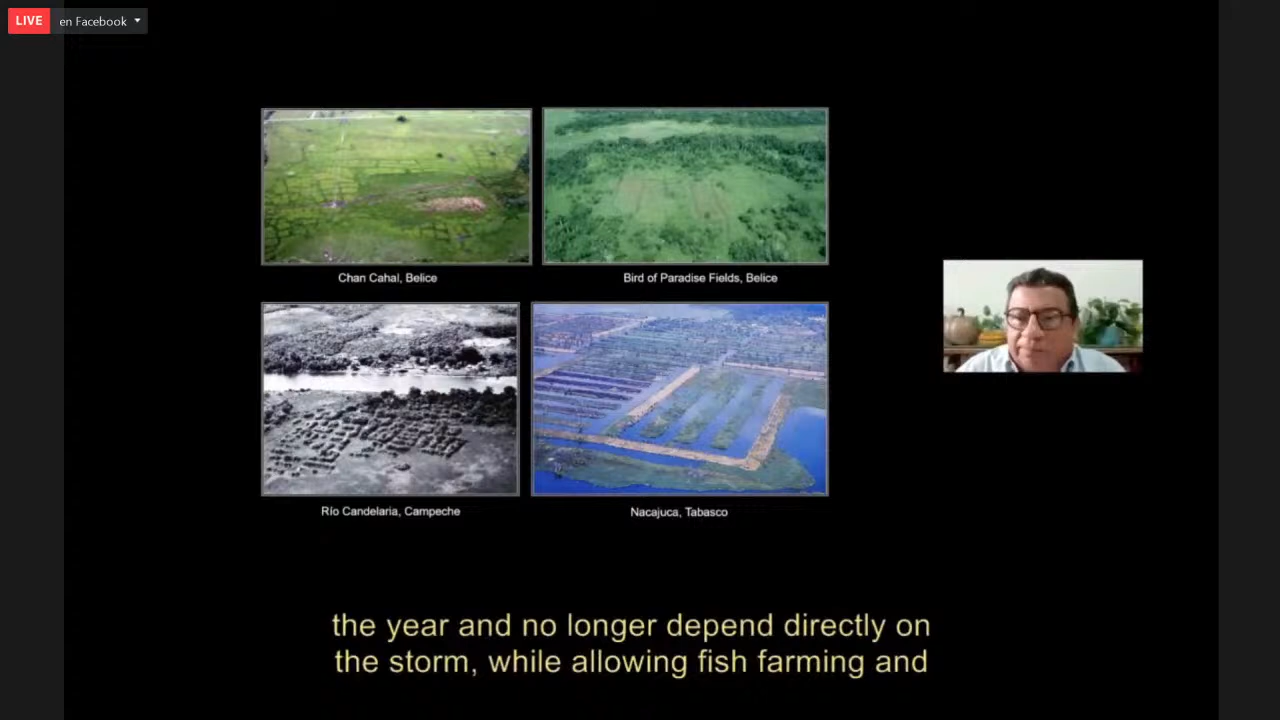 LIVE en Facebook
Chan Cahal, Belice
Bird of Paradise Fields, Belice
Río Candelaria, Campeche
Nacajuca, Tabasco
the year and no longer depend directly on
the storm, while allowing fish farming and